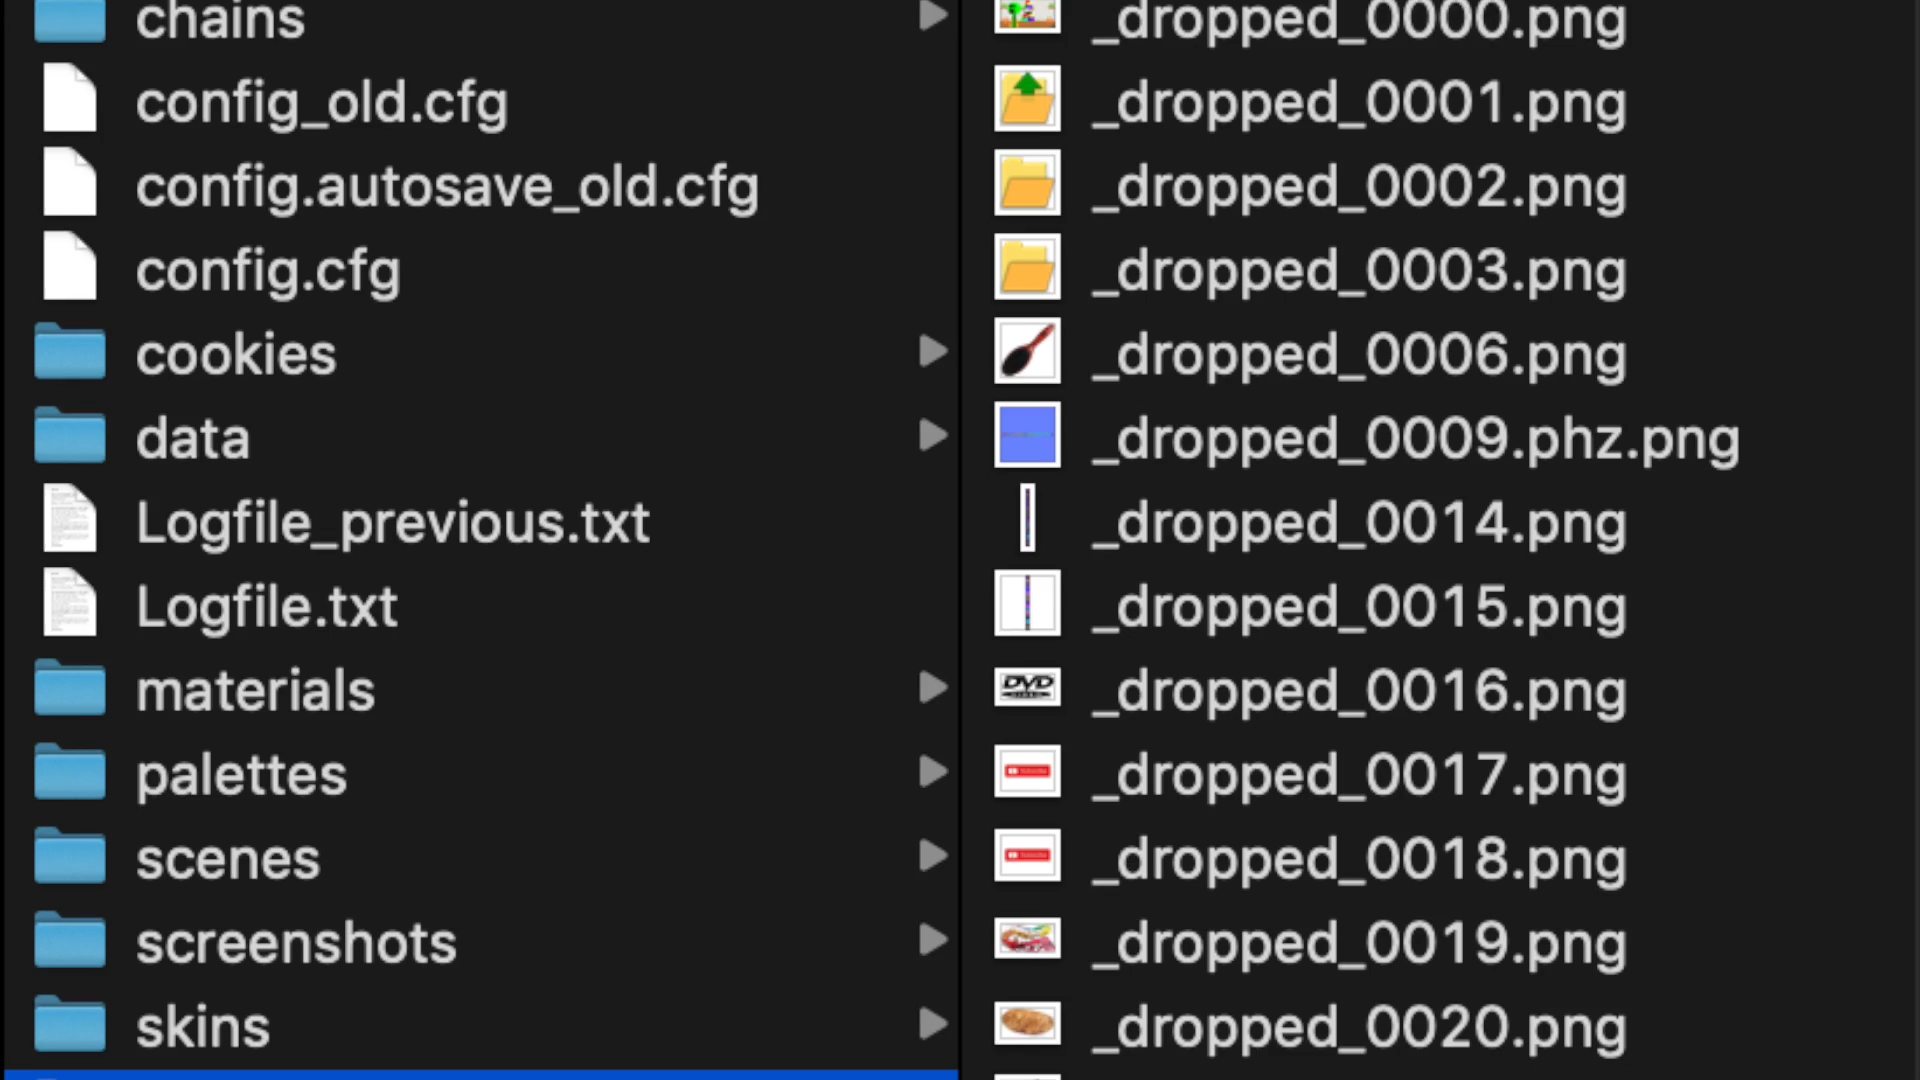 chains
config_old.cfg
config.autosave_old.cfg
config.cfg
cookies
data
Logfile_previous.txt
Logfile.txt
materials
palettes
scenes
screenshots
skins
_dropped_0000.png
_dropped_0001.png
_dropped_0002.png
_dropped_0003.png
_dropped_0006.png
_dropped_0009.phz.png
_dropped_0014.png
_dropped_0015.png
DVD
_dropped_0016.png
_dropped_0017.png
_dropped_0018.png
_dropped_0019.png
_dropped_0020.png